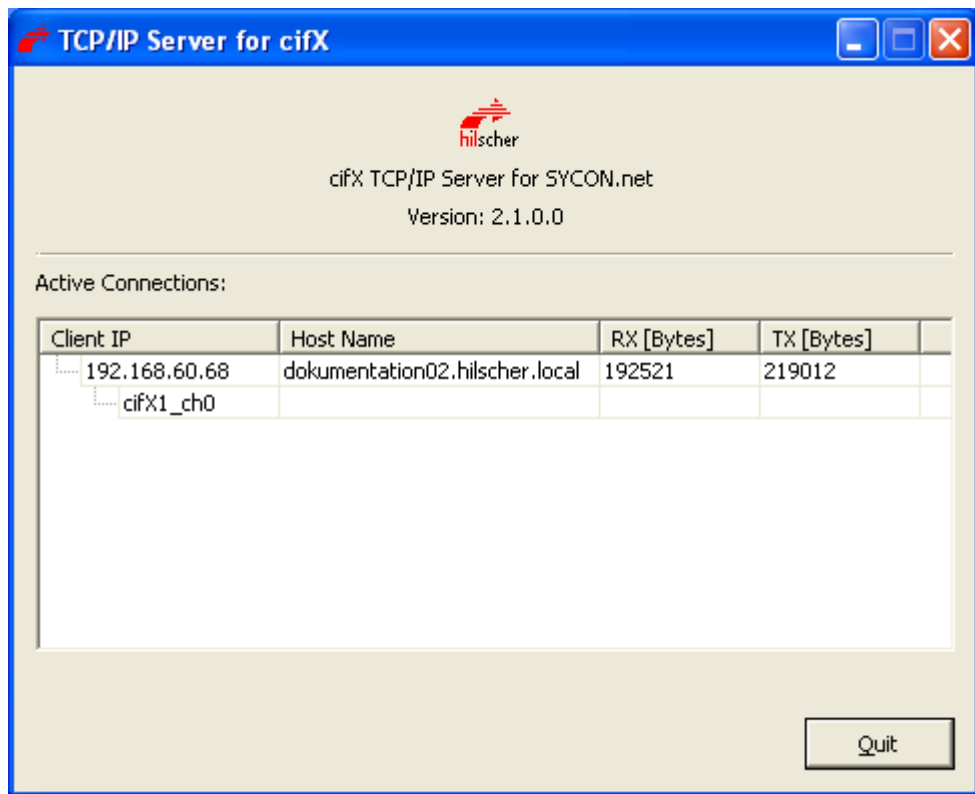 TCP/IP Server for cifX
hilscher
cifX TCP/IP Server for SYCON.net
Version: 2.1.0.0
Active Connections:
Client IP Host Name RX [Bytes] TX [Bytes]
192.168.60.68 dokumentation02.hilscher.local 192521 219012
cifX1_ch0
Quit